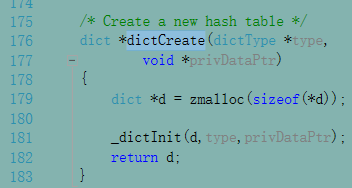 174
175 /* Create a new hash table */
176 dict *dictCreate(dictType *type,
177 - void *privDataPtr)
178 {
179 dict *d = zmalloc(sizeof(*d));
180
181 _dictInit(d,type,privDataPtr);
182 return d;
183 }